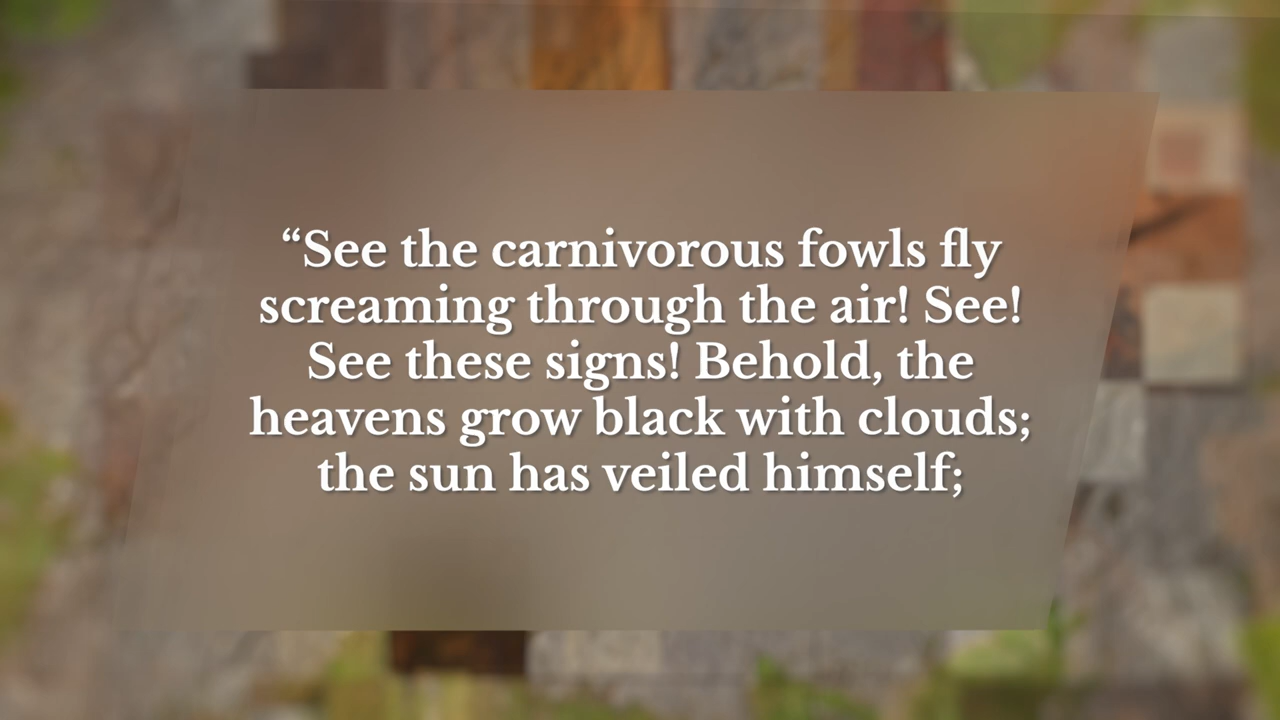 “See the carnivorous fowls fly
screaming through the air! See!
See these signs! Behold, the
heavens grow black with clouds;
the sun has veiled himself;